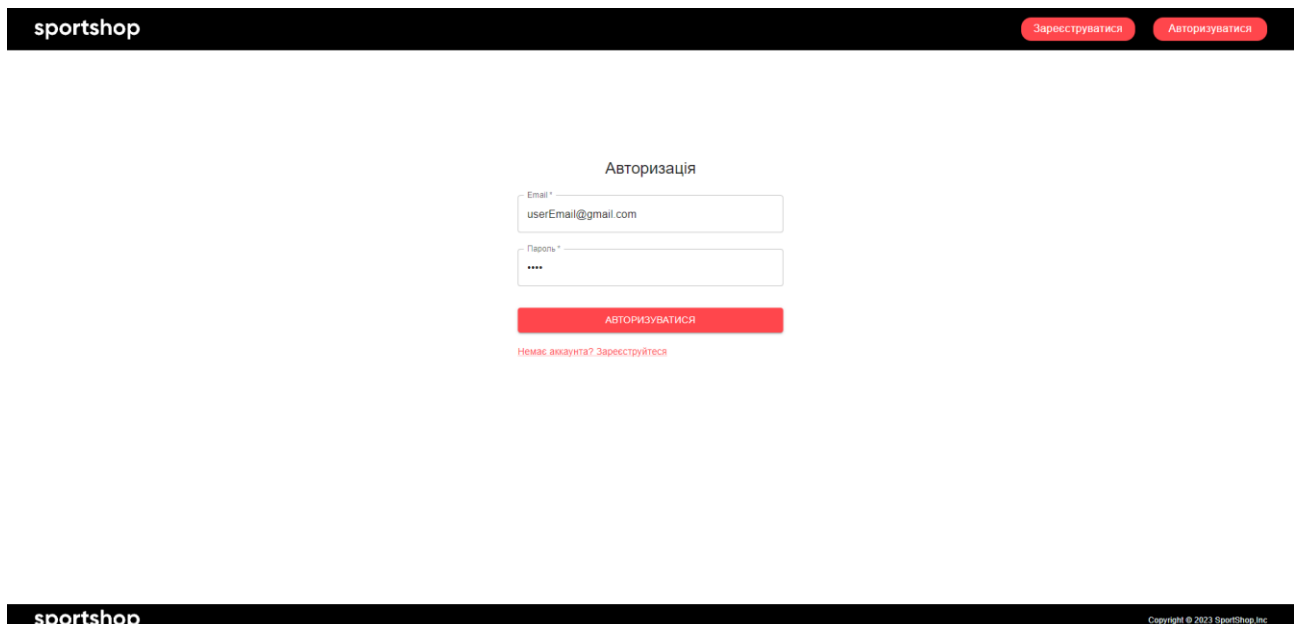 sportshop
Зареєструватися
Авторизуватися
Авторизація
Email *
userEmail@gmail.com
Пароль *
••••
АВТОРИЗУВАТИСЯ
Немає аккаунта? Зареєструйтеся
sportshop
Copyright © 2023 SportShop,Inc